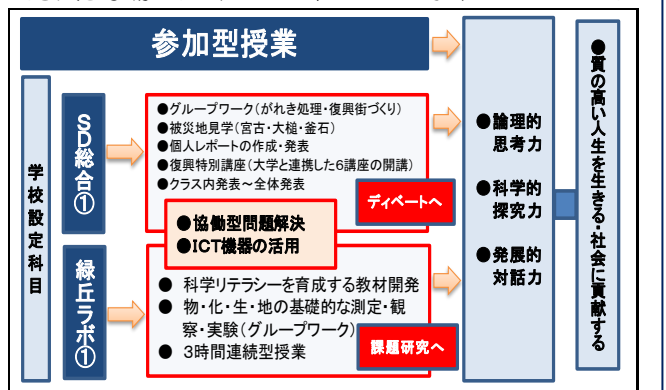 参加型授業
学校設定科目
SD総合①
●グループワーク(がれき処理・復興街づくり)
●被災地見学(宮古・大槌・釜石)
●個人レポートの作成・発表
●復興特別講座(大学と連携した6講座の開講)
●クラス内発表～全体発表
ディベートへ
●協働型問題解決
●ICT機器の活用
緑丘ラボ①
● 科学リテラシーを育成する教材開発
● 物・化・生・地の基礎的な測定・観
察・実験(グループワーク)
● 3時間連続型授業
課題研究へ
●論理的
思考力
●科学的
探究力
●発展的
対話力
●質の高い人生を生きる・社会に貢献する